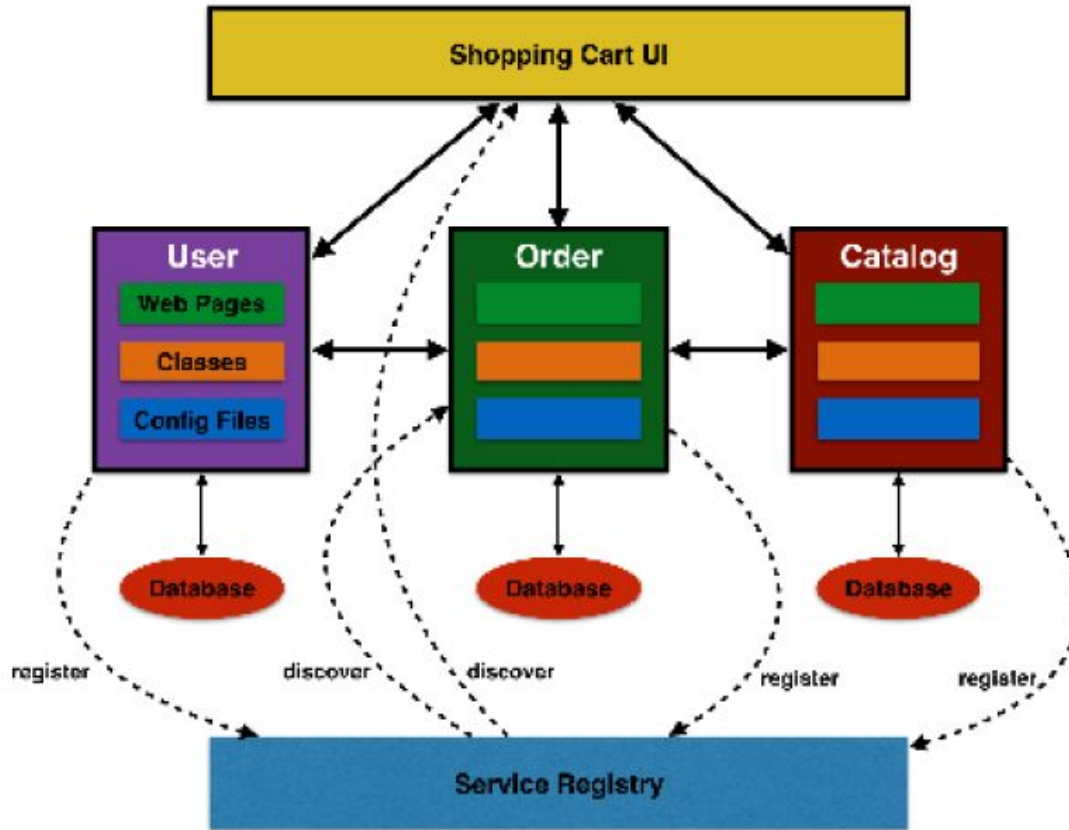 Shopping Cart UI
User
Order
Catalog
Web Pages
Classes
Config Files
Database
Database
Database
register
discover
discover
register
register
Service Registry